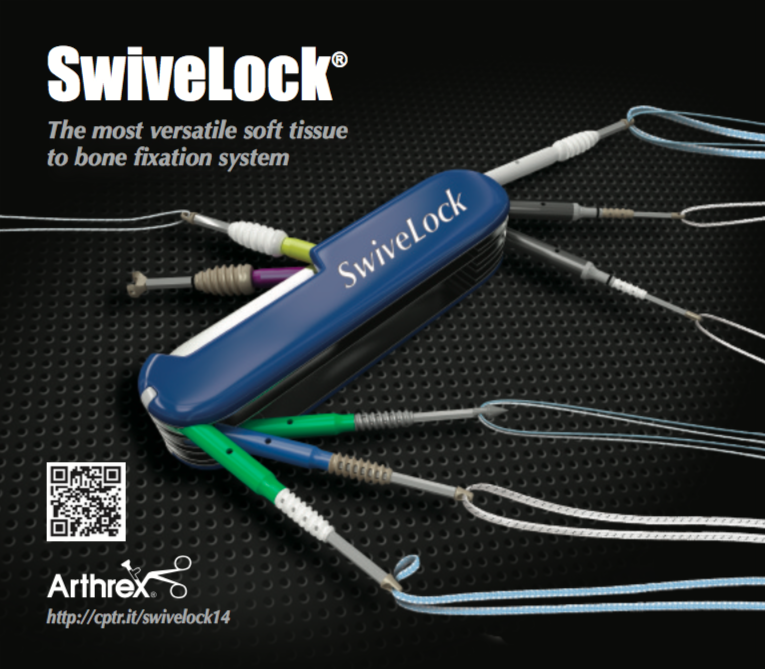 SwiveLock®
The most versatile soft tissue
to bone fixation system
SwiveLock
Arthrex®
http://cptr.it/swivelock14